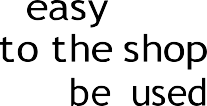 easy
to the shop
be used